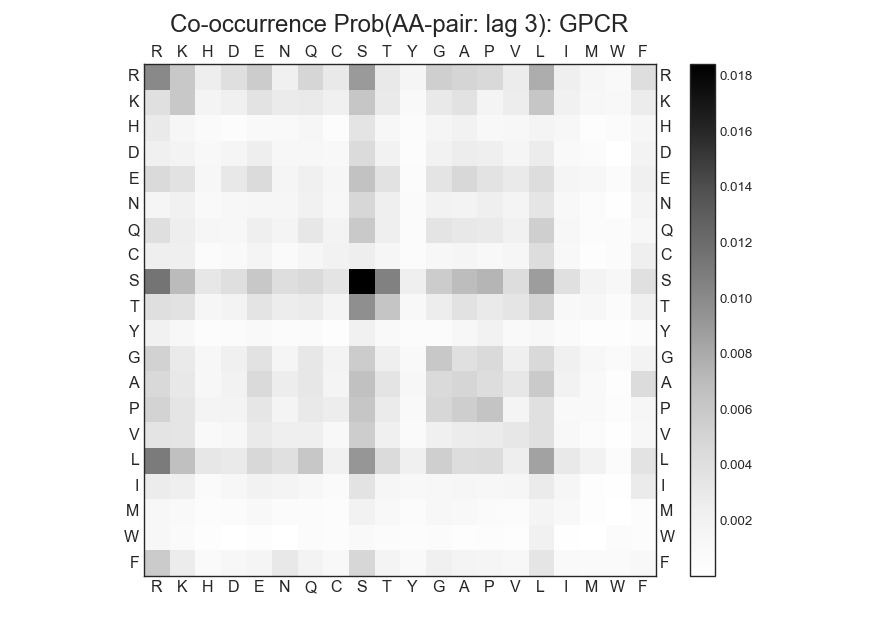 Co-occurrence Prob(AA-pair: lag 3): GPCR
R K H D E N Q C S T Y G A P V L I M W F
R R 0.018
K K
H H 0.016
D D
E E 0.014
N N
Q Q 0.012
C C
S S 0.010
T T
Y Y
G G 0.008
A A
P P 0.006
V V
L L 0.004
I I
M M 0.002
W W
F F
R K H D E N Q C S T Y G A P V L I M W F